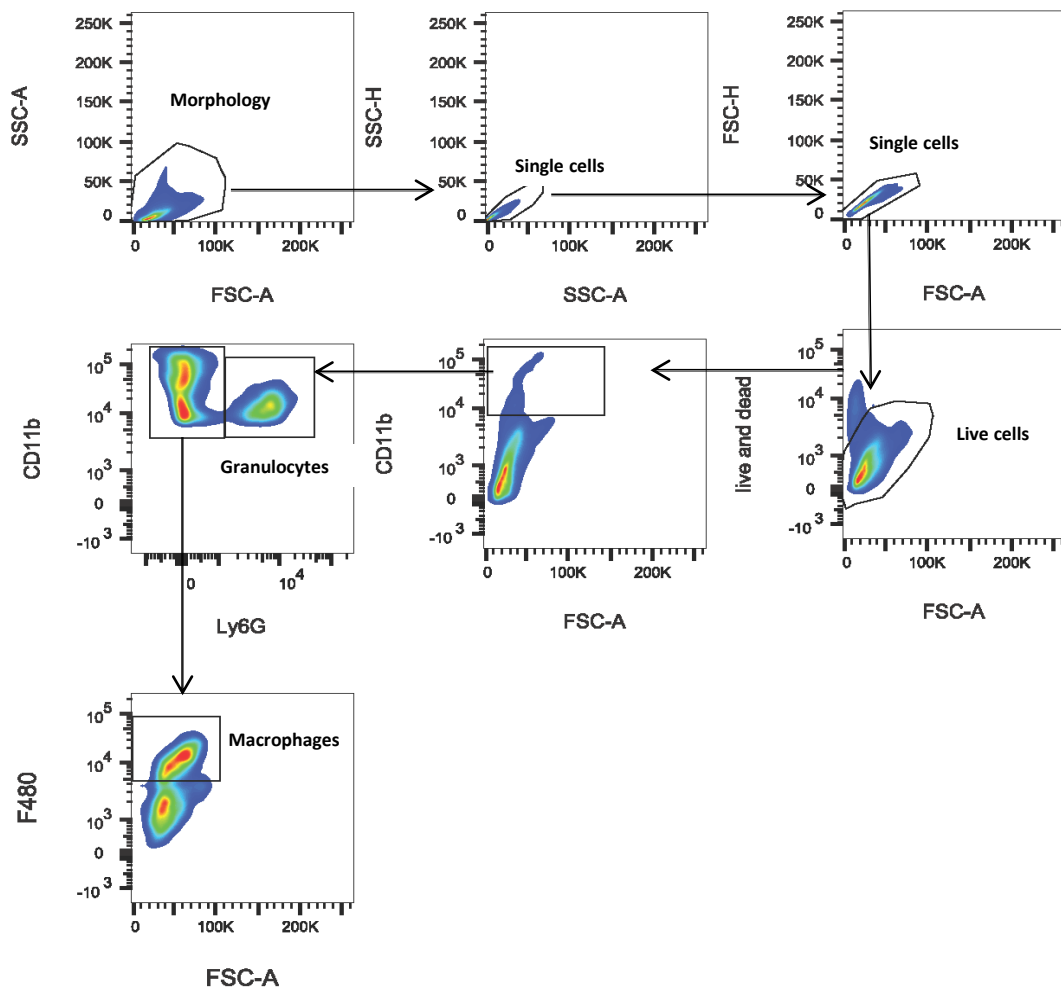 250K
200K
150K
100K
50K
0
SSC-A
Morphology
0 100K 200K
FSC-A
250K
200K
150K
100K
50K
0
SSC-H
Single cells
0 100K 200K
SSC-A
250K
200K
150K
100K
50K
0
FSC-H
Single cells
0 100K 200K
FSC-A
10^5
10^4
10^3
0
-10^3
CD11b
Granulocytes
0 10^4
Ly6G
10^5
10^4
10^3
0
-10^3
CD11b
0 100K 200K
FSC-A
10^5
10^4
10^3
0
-10^3
live and dead
Live cells
0 100K 200K
FSC-A
10^5
10^4
10^3
0
-10^3
F480
Macrophages
0 100K 200K
FSC-A